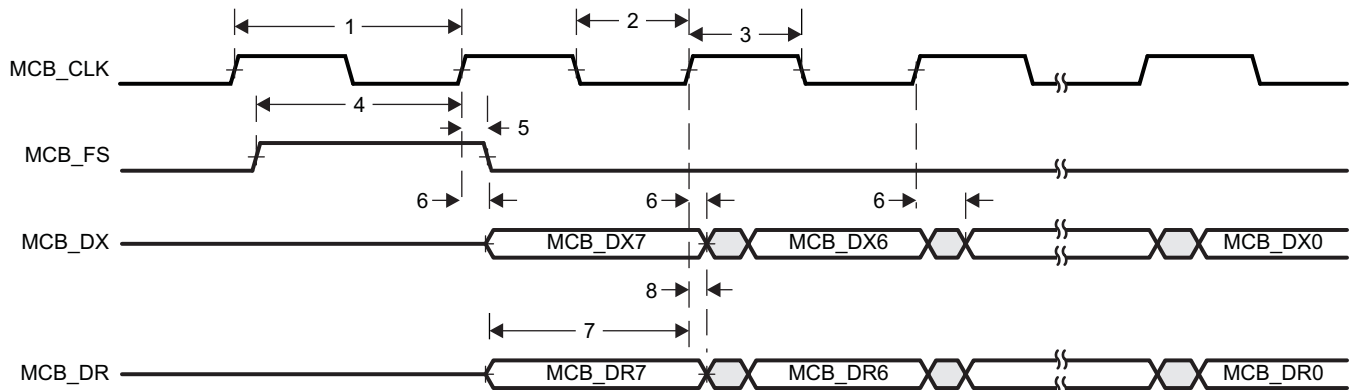 1
2
3
MCB_CLK
4
5
MCB_FS
6
6
6
MCB_DX
MCB_DX7
MCB_DX6
MCB_DX0
8
7
MCB_DR
MCB_DR7
MCB_DR6
MCB_DR0